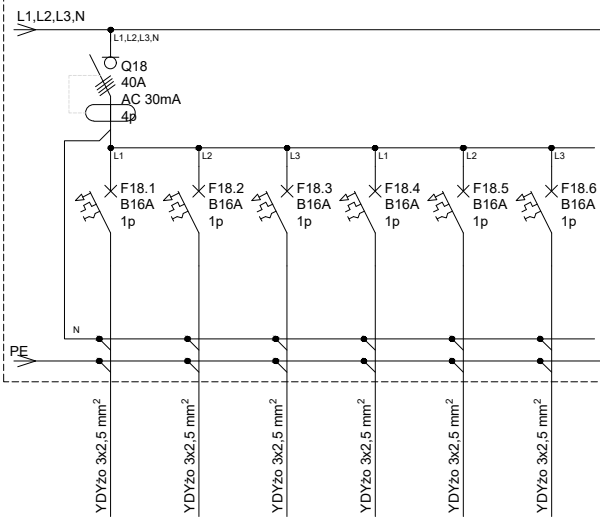 L1,L2,L3,N
L1,L2,L3,N
Q18
40A
AC 30mA
4p
L1
L2
L3
L1
L2
L3
F18.1
B16A
1p
F18.2
B16A
1p
F18.3
B16A
1p
F18.4
B16A
1p
F18.5
B16A
1p
F18.6
B16A
1p
N
PE
YDYżo 3x2,5 mm²
YDYżo 3x2,5 mm²
YDYżo 3x2,5 mm²
YDYżo 3x2,5 mm²
YDYżo 3x2,5 mm²
YDYżo 3x2,5 mm²